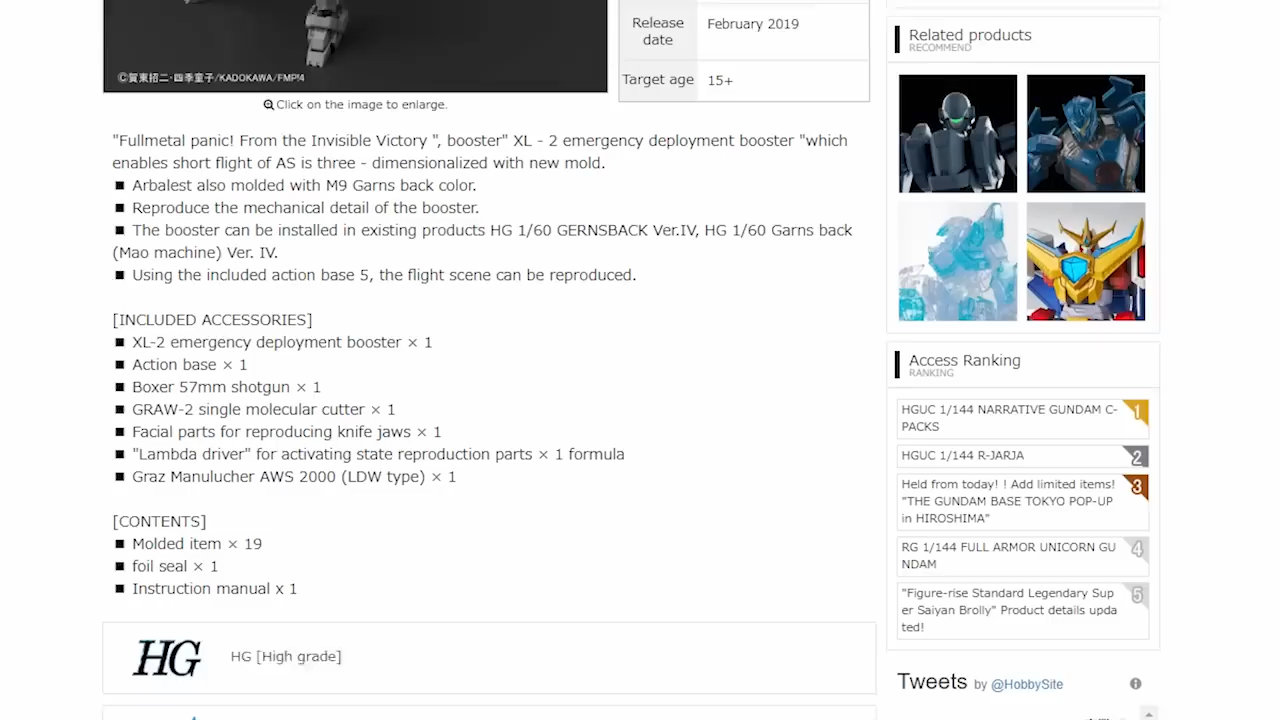 Ⓒ賀東招二・四季童子/KADOKAWA/FMP!4
Click on the image to enlarge.
Release
date
February 2019
Target age
15+
"Fullmetal panic! From the Invisible Victory ", booster" XL - 2 emergency deployment booster "which
enables short flight of AS is three - dimensionalized with new mold.
■ Arbalest also molded with M9 Garns back color.
■ Reproduce the mechanical detail of the booster.
■ The booster can be installed in existing products HG 1/60 GERNSBACK Ver.IV, HG 1/60 Garns back
(Mao machine) Ver. IV.
■ Using the included action base 5, the flight scene can be reproduced.
[INCLUDED ACCESSORIES]
■ XL-2 emergency deployment booster × 1
■ Action base × 1
■ Boxer 57mm shotgun × 1
■ GRAW-2 single molecular cutter × 1
■ Facial parts for reproducing knife jaws × 1
■ "Lambda driver" for activating state reproduction parts × 1 formula
■ Graz Manulucher AWS 2000 (LDW type) × 1
[CONTENTS]
■ Molded item × 19
■ foil seal × 1
■ Instruction manual x 1
HG
HG [High grade]
Related products
RECOMMEND
Access Ranking
RANKING
HGUC 1/144 NARRATIVE GUNDAM C-
PACKS
1
HGUC 1/144 R-JARJA
2
Held from today! ! Add limited items!
"THE GUNDAM BASE TOKYO POP-UP
in HIROSHIMA"
3
RG 1/144 FULL ARMOR UNICORN GU
NDAM
4
"Figure-rise Standard Legendary Sup
er Saiyan Brolly" Product details upda
ted!
5
Tweets by @HobbySite